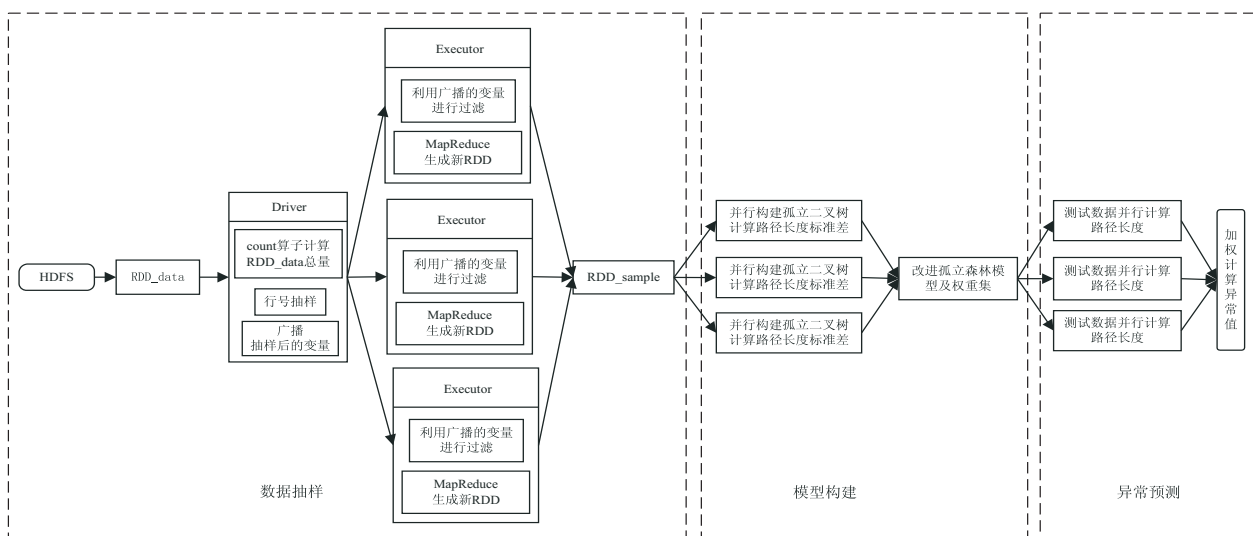 HDFS
RDD_data
Driver
count算子计算
RDD_data总量
行号抽样
广播
抽样后的变量
Executor
利用广播的变量
进行过滤
MapReduce
生成新RDD
Executor
利用广播的变量
进行过滤
MapReduce
生成新RDD
Executor
利用广播的变量
进行过滤
MapReduce
生成新RDD
RDD_sample
数据抽样
并行构建孤立二叉树
计算路径长度标准差
并行构建孤立二叉树
计算路径长度标准差
并行构建孤立二叉树
计算路径长度标准差
改进孤立森林模
型及权重集
模型构建
测试数据并行计算
路径长度
测试数据并行计算
路径长度
测试数据并行计算
路径长度
加权计算异常值
异常预测